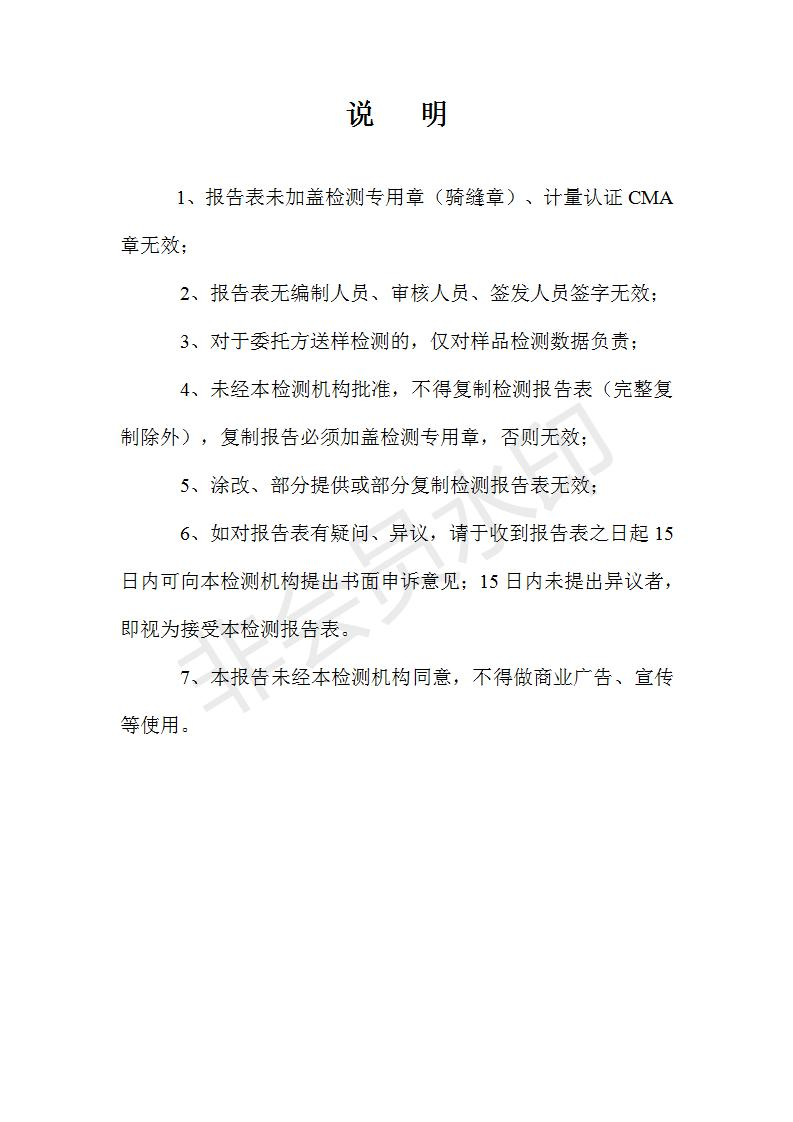 说 明
1、报告表未加盖检测专用章（骑缝章）、计量认证 CMA
章无效；
2、报告表无编制人员、审核人员、签发人员签字无效；
3、对于委托方送样检测的，仅对样品检测数据负责；
4、未经本检测机构批准，不得复制检测报告表（完整复
制除外），复制报告必须加盖检测专用章，否则无效；
5、涂改、部分提供或部分复制检测报告表无效；
6、如对报告表有疑问、异议，请于收到报告表之日起 15
日内可向本检测机构提出书面申诉意见；15 日内未提出异议者，
即视为接受本检测报告表。
7、本报告未经本检测机构同意，不得做商业广告、宣传
等使用。
非会员水印